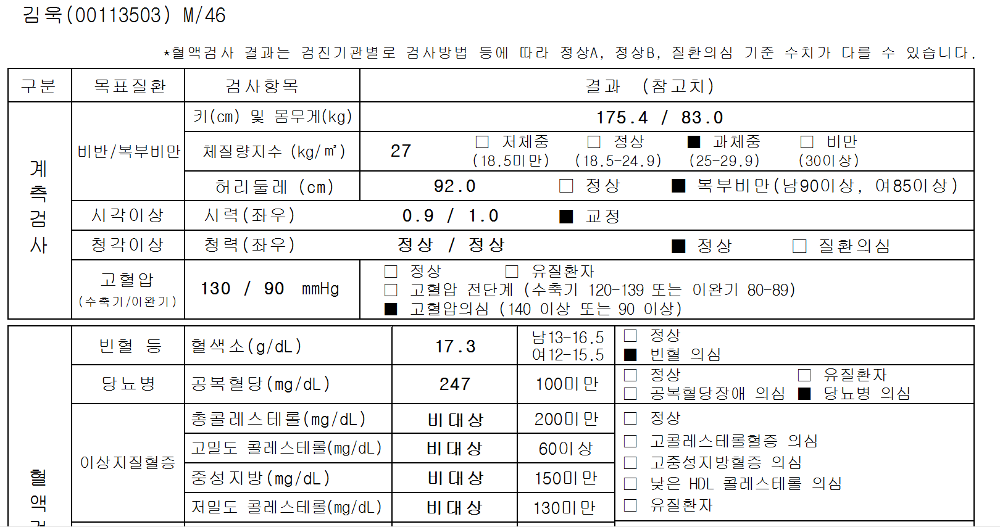 김욱(00113503) M/46
*혈액검사 결과는 검진기관별로 검사방법 등에 따라 정상A, 정상B, 질환의심 기준 수치가 다를 수 있습니다.
구분 목표질환 검사항목 결과 (참고치)
계측검사
비반/복부비만
키(cm) 및 몸무게(kg) 175.4 / 83.0
체질량지수 (kg/㎡) 27 □ 저체중 □ 정상 ■ 과체중 □ 비만
(18.5미만) (18.5-24.9) (25-29.9) (30이상)
허리둘레 (cm) 92.0 □ 정상 ■ 복부비만(남90이상, 여85이상)
시각이상 시력(좌우) 0.9 / 1.0 ■ 교정
청각이상 청력(좌우) 정상 / 정상 ■ 정상 □ 질환의심
고혈압
(수축기/이완기)
130 / 90 mmHg
□ 정상 □ 유질환자
□ 고혈압 전단계 (수축기 120-139 또는 이완기 80-89)
■ 고혈압의심 (140 이상 또는 90 이상)
혈액
빈혈 등 혈색소(g/dL) 17.3
남13-16.5
여12-15.5
□ 정상
■ 빈혈 의심
당뇨병 공복혈당(mg/dL) 247 100미만
□ 정상 □ 유질환자
□ 공복혈당장애 의심 ■ 당뇨병 의심
이상지질혈증
총콜레스테롤(mg/dL) 비대상 200미만
고밀도 콜레스테롤(mg/dL) 비대상 60이상
중성지방(mg/dL) 비대상 150미만
저밀도 콜레스테롤(mg/dL) 비대상 130미만
□ 정상
□ 고콜레스테롤혈증 의심
□ 고중성지방혈증 의심
□ 낮은 HDL 콜레스테롤 의심
□ 유질환자